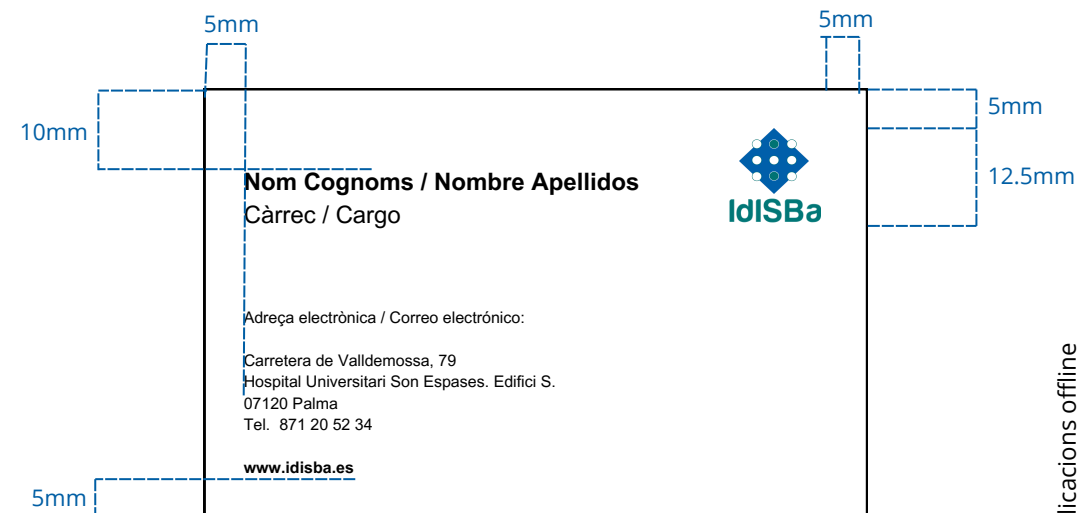 5mm
5mm
5mm
10mm
12.5mm
Nom Cognoms / Nombre Apellidos
Càrrec / Cargo
IdISBa
Adreça electrònica / Correo electrónico:
Carretera de Valldemossa, 79
Hospital Universitari Son Espases. Edifici S.
07120 Palma
Tel. 871 20 52 34
www.idisba.es
5mm
offline